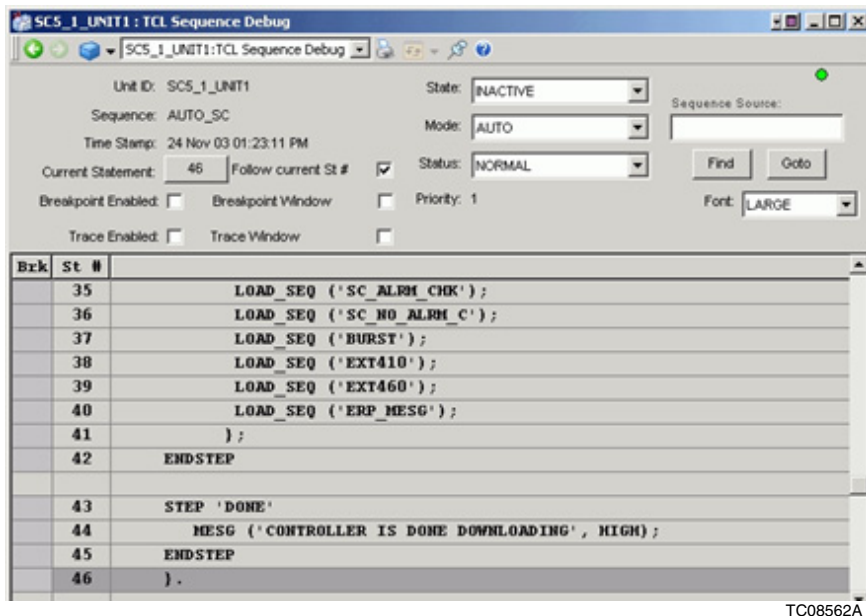 SC5_1_UNIT1 : TCL Sequence Debug
SC5_1_UNIT1:TCL Sequence Debug
Unit ID: SC5_1_UNIT1
Sequence: AUTO_SC
Time Stamp: 24 Nov 03 01:23:11 PM
Current Statement: 46 Follow current St #
Breakpoint Enabled: Breakpoint Window
Trace Enabled: Trace Window
State: INACTIVE
Mode: AUTO
Status: NORMAL
Priority: 1
Sequence Source:
Find Goto
Font: LARGE
Brk St #
35 LOAD_SEQ ('SC_ALRM_CHK');
36 LOAD_SEQ ('SC_NO_ALRM_C');
37 LOAD_SEQ ('BURST');
38 LOAD_SEQ ('EXT410');
39 LOAD_SEQ ('EXT460');
40 LOAD_SEQ ('ERP_MESG');
41 );
42 ENDSTEP
43 STEP 'DONE'
44 MESG ('CONTROLLER IS DONE DOWNLOADING', HIGH);
45 ENDSTEP
46 ).
TC08562A